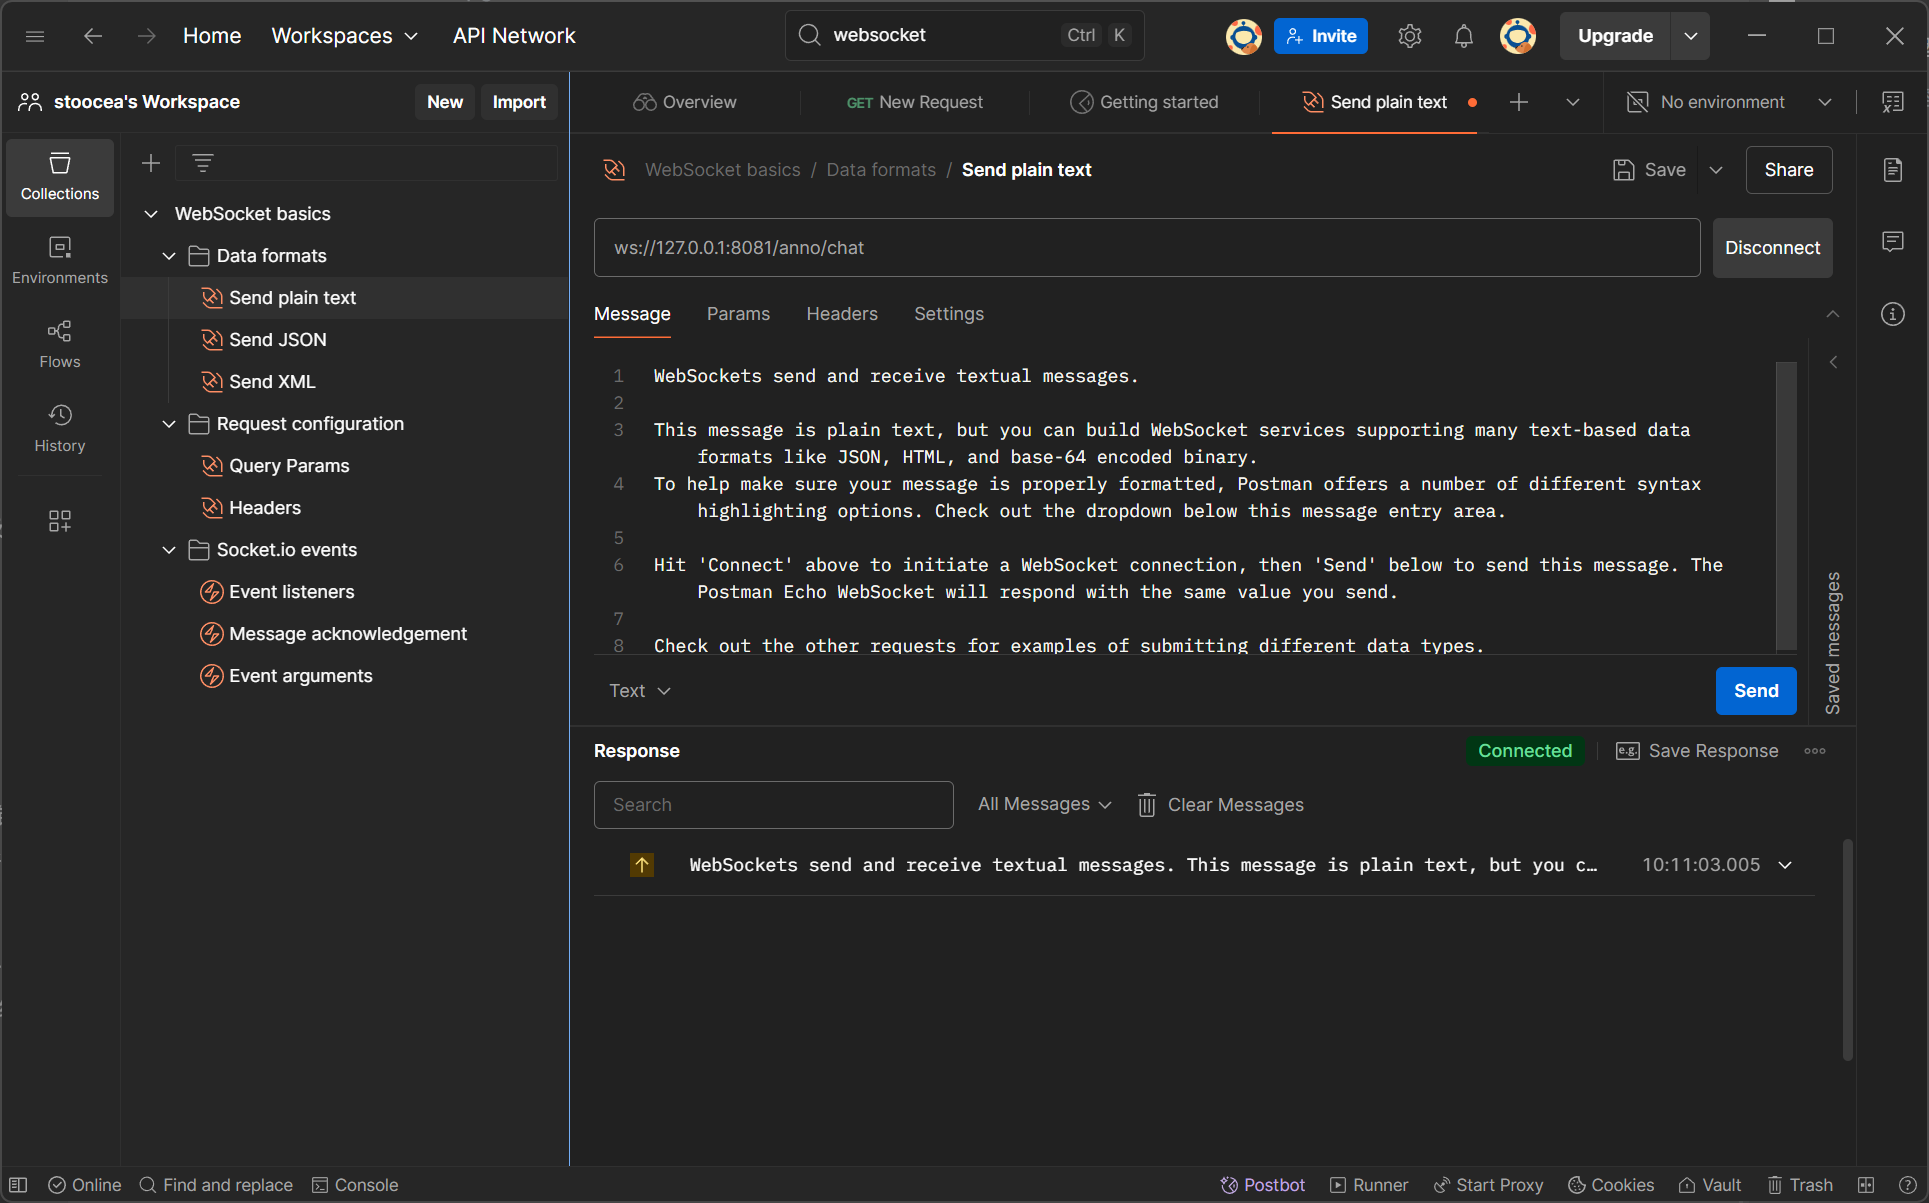 Home
Workspaces
API Network
websocket
Ctrl K
Invite
Upgrade
stoocea's Workspace
New
Import
Overview
GET New Request
Getting started
Send plain text
No environment
Collections
Environments
Flows
History
WebSocket basics
Data formats
Send plain text
Send JSON
Send XML
Request configuration
Query Params
Headers
Socket.io events
Event listeners
Message acknowledgement
Event arguments
WebSocket basics / Data formats / Send plain text
Save
Share
ws://127.0.0.1:8081/anno/chat
Disconnect
Message
Params
Headers
Settings
1 WebSockets send and receive textual messages.
2
3 This message is plain text, but you can build WebSocket services supporting many text-based data
formats like JSON, HTML, and base-64 encoded binary.
4 To help make sure your message is properly formatted, Postman offers a number of different syntax
highlighting options. Check out the dropdown below this message entry area.
5
6 Hit 'Connect' above to initiate a WebSocket connection, then 'Send' below to send this message. The
Postman Echo WebSocket will respond with the same value you send.
7
8 Check out the other requests for examples of submitting different data types.
Saved messages
Text
Send
Response
Connected
e.g. Save Response
Search
All Messages
Clear Messages
WebSockets send and receive textual messages. This message is plain text, but you c…
10:11:03.005
Online
Find and replace
Console
Postbot
Runner
Start Proxy
Cookies
Vault
Trash